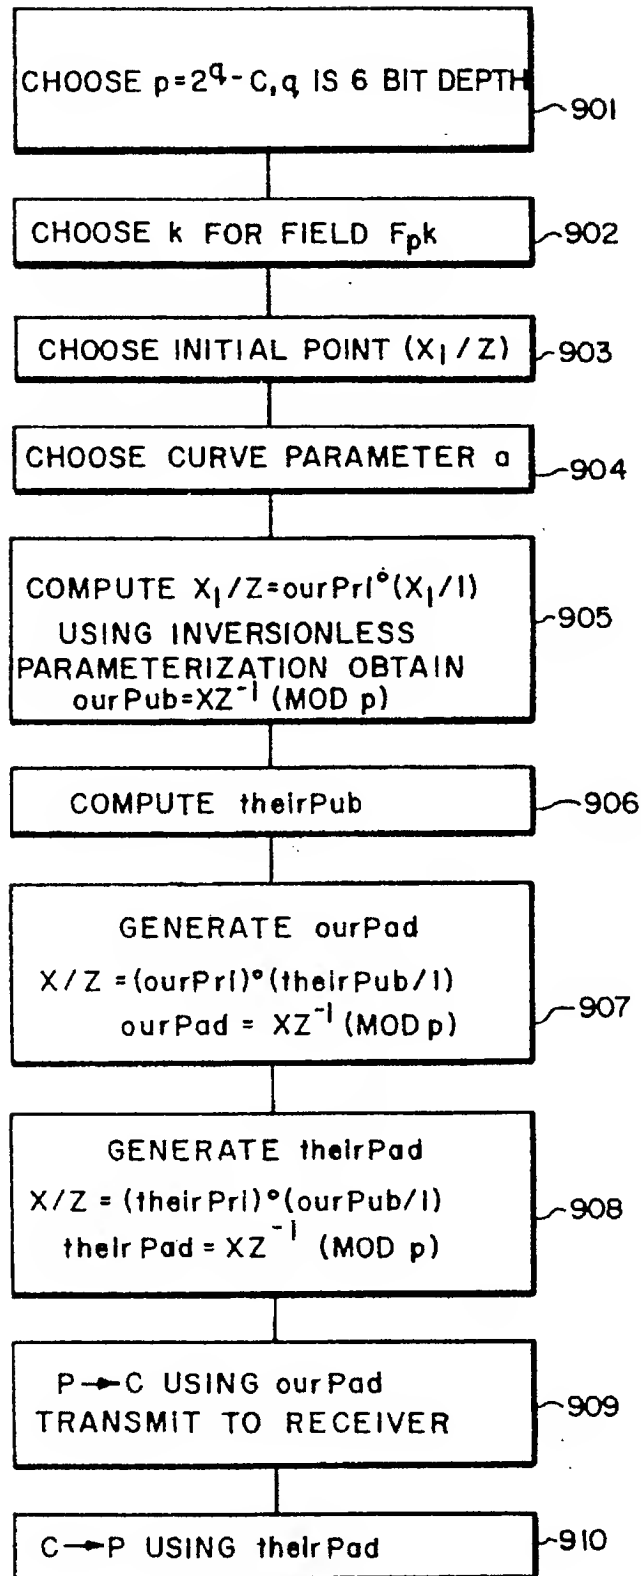 CHOOSE p=2^q-C, q IS 6 BIT DEPTH
901
CHOOSE k FOR FIELD F_pk
902
CHOOSE INITIAL POINT (X_1/Z)
903
CHOOSE CURVE PARAMETER a
904
COMPUTE X_1/Z=ourPri°(X_1/1)
USING INVERSIONLESS
PARAMETERIZATION OBTAIN
ourPub=XZ^-1 (MOD p)
905
COMPUTE theirPub
906
GENERATE ourPad
X/Z =(ourPri)°(theirPub/1)
ourPad = XZ^-1 (MOD p)
907
GENERATE theirPad
X/Z = (theirPri)°(ourPub/1)
theirPad = XZ^-1 (MOD p)
908
P→C USING ourPad
TRANSMIT TO RECEIVER
909
C→P USING theirPad
910